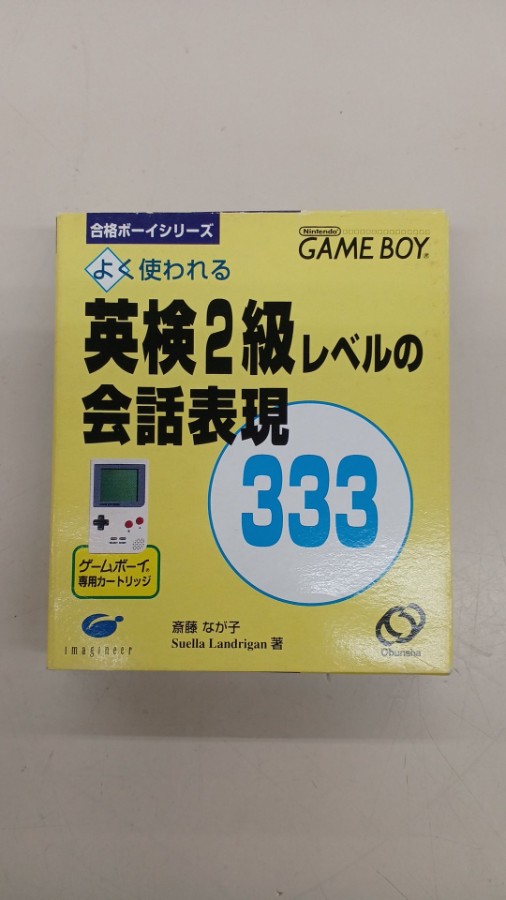 合格ボーイシリーズ
Nintendo
GAME BOY®
よく使われる
英検2級レベルの
会話表現
333
ゲームボーイ®
専用カートリッジ
imagineer
斎藤 なが子
Suella Landrigan 著
Obunsha